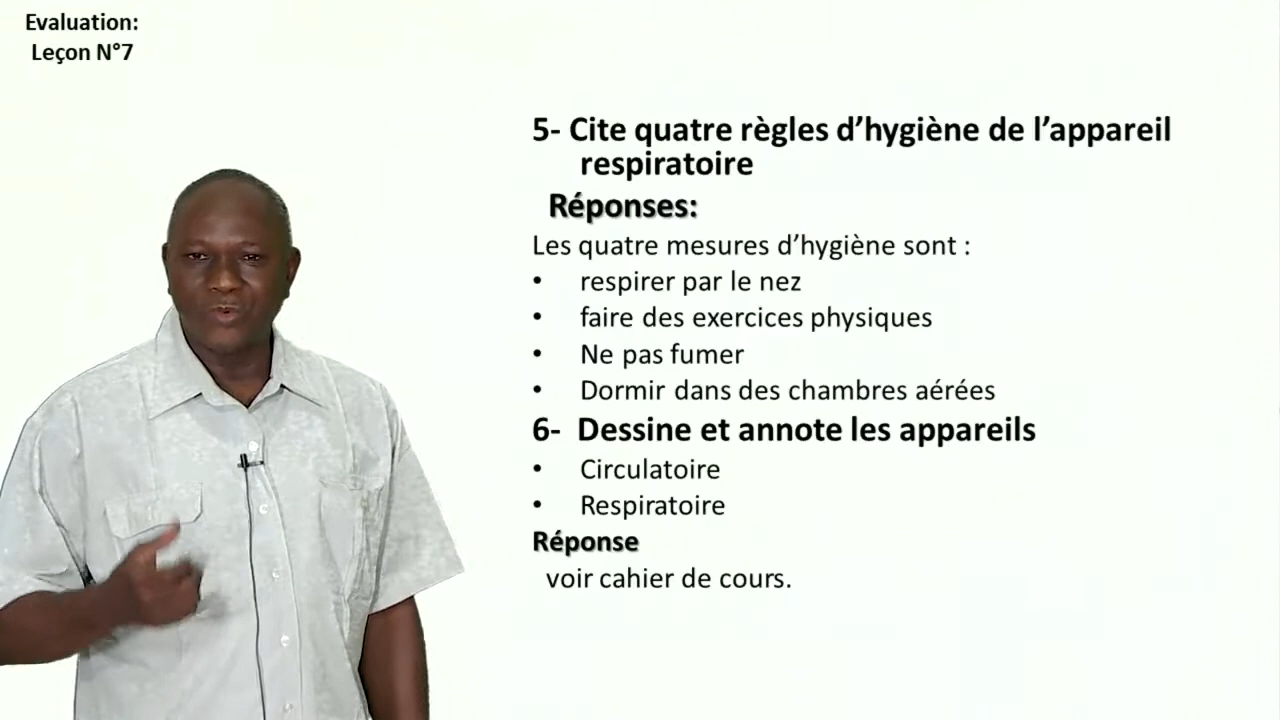 Evaluation:
Leçon N°7
5- Cite quatre règles d’hygiène de l’appareil
respiratoire
Réponses:
Les quatre mesures d’hygiène sont :
• respirer par le nez
• faire des exercices physiques
• Ne pas fumer
• Dormir dans des chambres aérées
6- Dessine et annote les appareils
• Circulatoire
• Respiratoire
Réponse
voir cahier de cours.